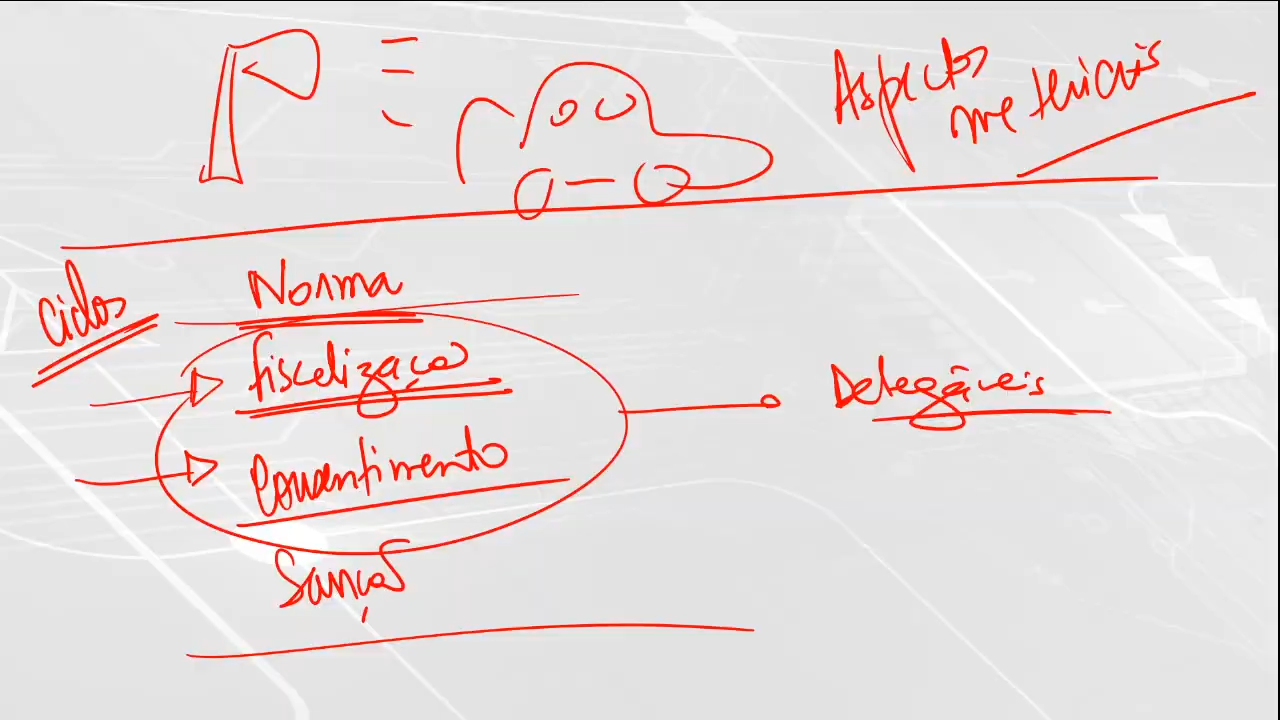 Aspectos
materiais
Ciclos
Norma
fiscalização
Consentimento
Sanção
Delegáveis